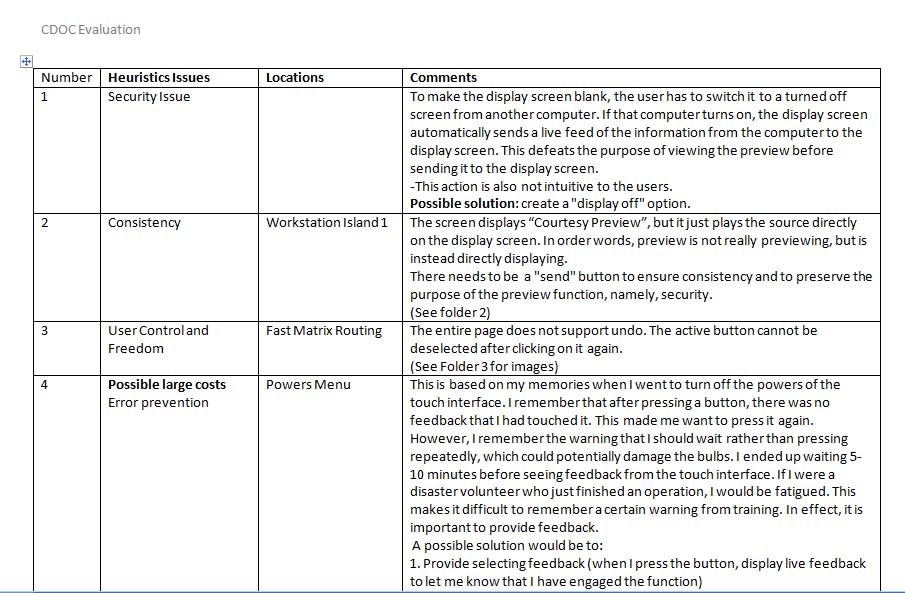 CDOC Evaluation
Number Heuristics Issues Locations Comments
1 Security Issue To make the display screen blank, the user has to switch it to a turned off
screen from another computer. If that computer turns on, the display screen
automatically sends a live feed of the information from the computer to the
display screen. This defeats the purpose of viewing the preview before
sending it to the display screen.
-This action is also not intuitive to the users.
Possible solution: create a "display off" option.
2 Consistency Workstation Island 1 The screen displays “Courtesy Preview”, but it just plays the source directly
on the display screen. In order words, preview is not really previewing, but is
instead directly displaying.
There needs to be a "send" button to ensure consistency and to preserve the
purpose of the preview function, namely, security.
(See folder 2)
3 User Control and Fast Matrix Routing The entire page does not support undo. The active button cannot be
Freedom deselected after clicking on it again.
(See Folder 3 for images)
4 Possible large costs Powers Menu This is based on my memories when I went to turn off the powers of the
Error prevention touch interface. I remember that after pressing a button, there was no
feedback that I had touched it. This made me want to press it again.
However, I remember the warning that I should wait rather than pressing
repeatedly, which could potentially damage the bulbs. I ended up waiting 5-
10 minutes before seeing feedback from the touch interface. If I were a
disaster volunteer who just finished an operation, I would be fatigued. This
makes it difficult to remember a certain warning from training. In effect, it is
important to provide feedback.
A possible solution would be to:
1. Provide selecting feedback (when I press the button, display live feedback
to let me know that I have engaged the function)